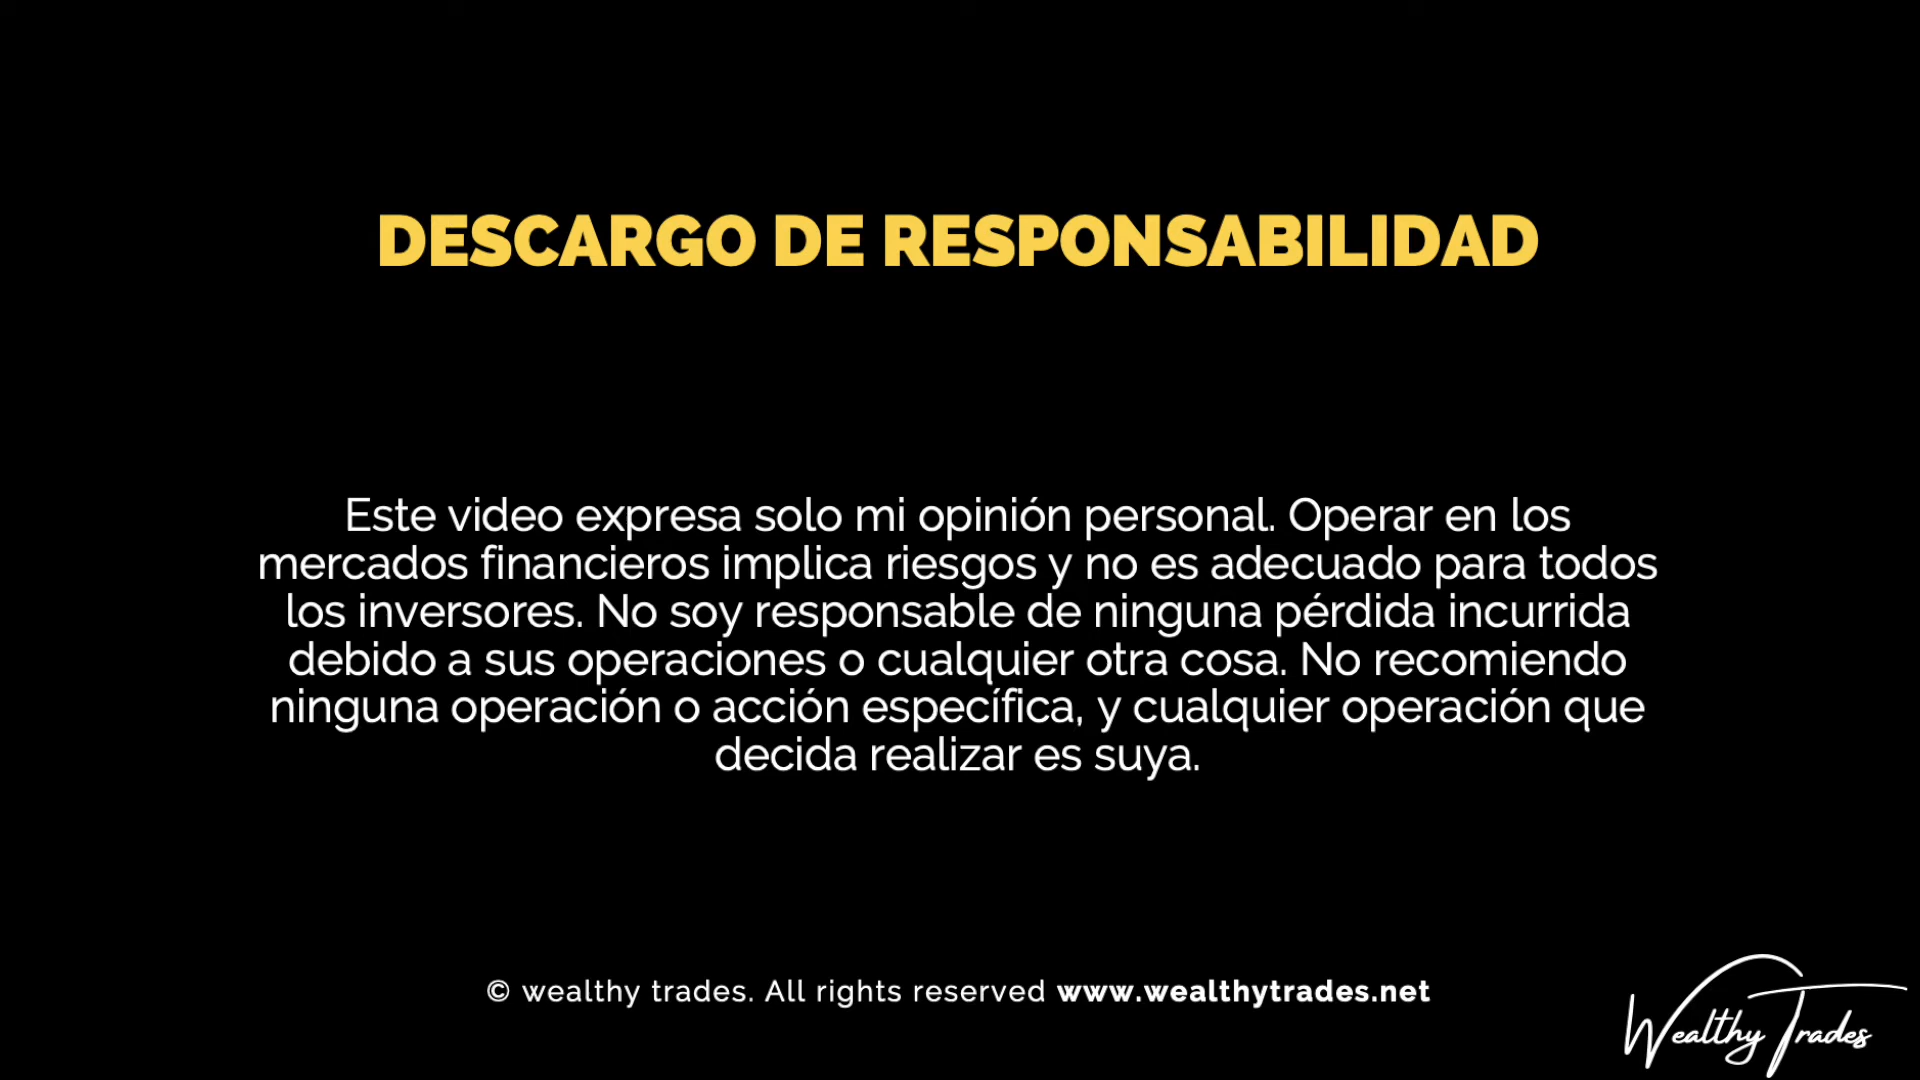 DESCARGO DE RESPONSABILIDAD
Este video expresa solo mi opinión personal. Operar en los
mercados financieros implica riesgos y no es adecuado para todos
los inversores. No soy responsable de ninguna pérdida incurrida
debido a sus operaciones o cualquier otra cosa. No recomiendo
ninguna operación o acción específica, y cualquier operación que
decida realizar es suya.
© wealthy trades. All rights reserved www.wealthytrades.net
Wealthy Trades